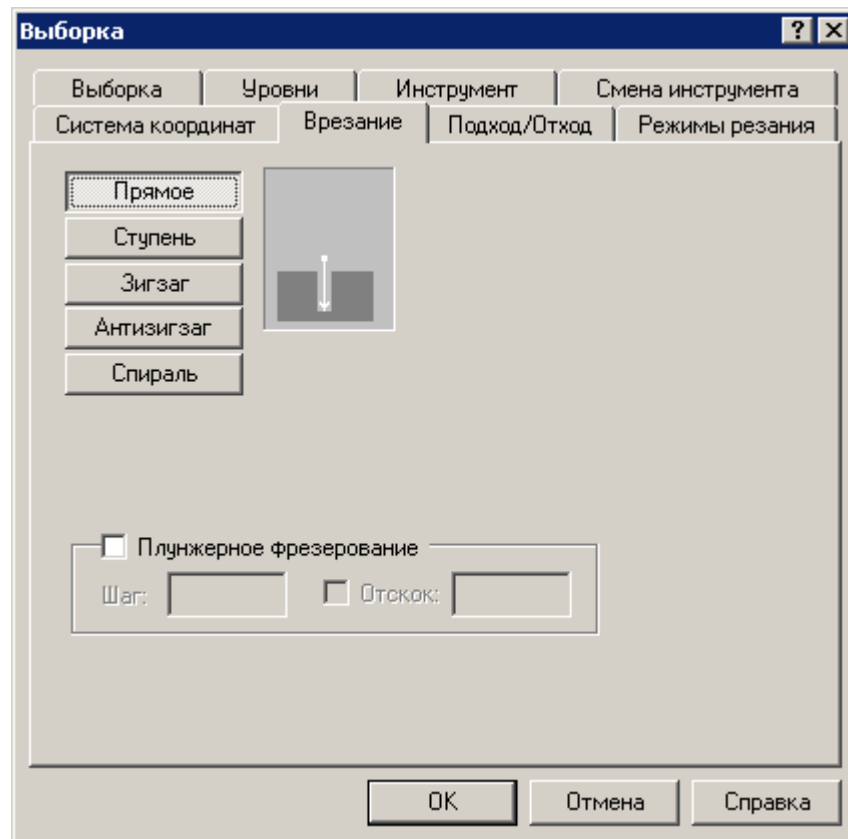 Выборка
Выборка Уровни Инструмент Смена инструмента
Система координат Врезание Подход/Отход Режимы резания
Прямое
Ступень
Зигзаг
Антизигзаг
Спираль
Плунжерное фрезерование
Шаг: Отскок:
OK Отмена Справка